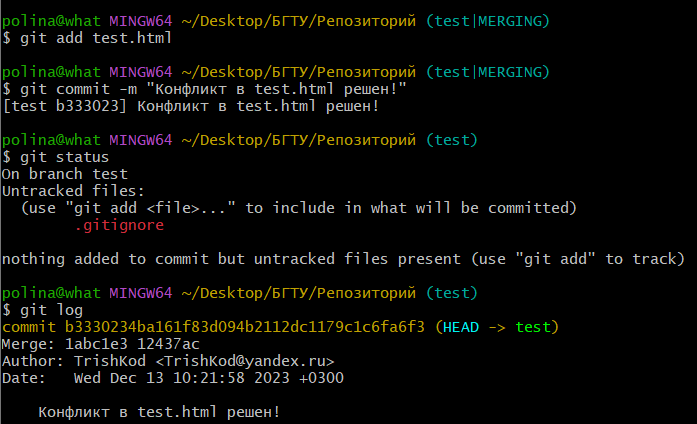 polina@what MINGW64 ~/Desktop/БГТУ/Репозиторий (test|MERGING)
$ git add test.html
polina@what MINGW64 ~/Desktop/БГТУ/Репозиторий (test|MERGING)
$ git commit -m "Конфликт в test.html решен!"
[test b333023] Конфликт в test.html решен!
polina@what MINGW64 ~/Desktop/БГТУ/Репозиторий (test)
$ git status
On branch test
Untracked files:
(use "git add <file>..." to include in what will be committed)
.gitignore
nothing added to commit but untracked files present (use "git add" to track)
polina@what MINGW64 ~/Desktop/БГТУ/Репозиторий (test)
$ git log
commit b3330234ba161f83d094b2112dc1179c1c6fa6f3 (HEAD -> test)
Merge: 1abc1e3 12437ac
Author: TrishKod <TrishKod@yandex.ru>
Date:   Wed Dec 13 10:21:58 2023 +0300
Конфликт в test.html решен!